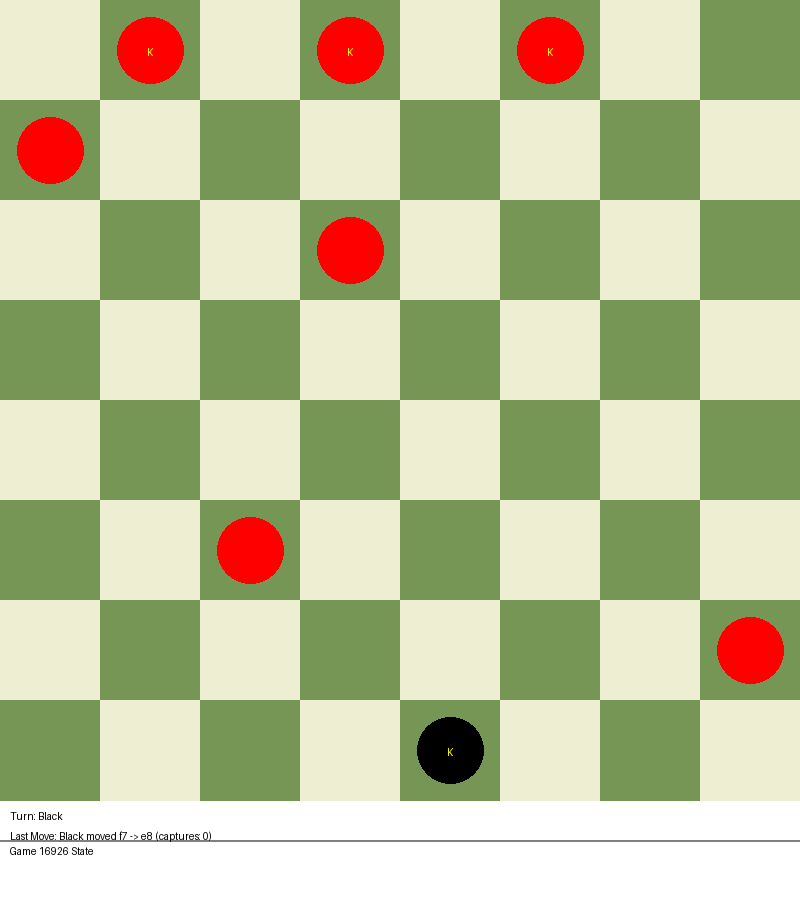 K K K
K
Turn: Black
Last Move: Black moved f7 -> e8 (captures: 0)
Game 16926 State